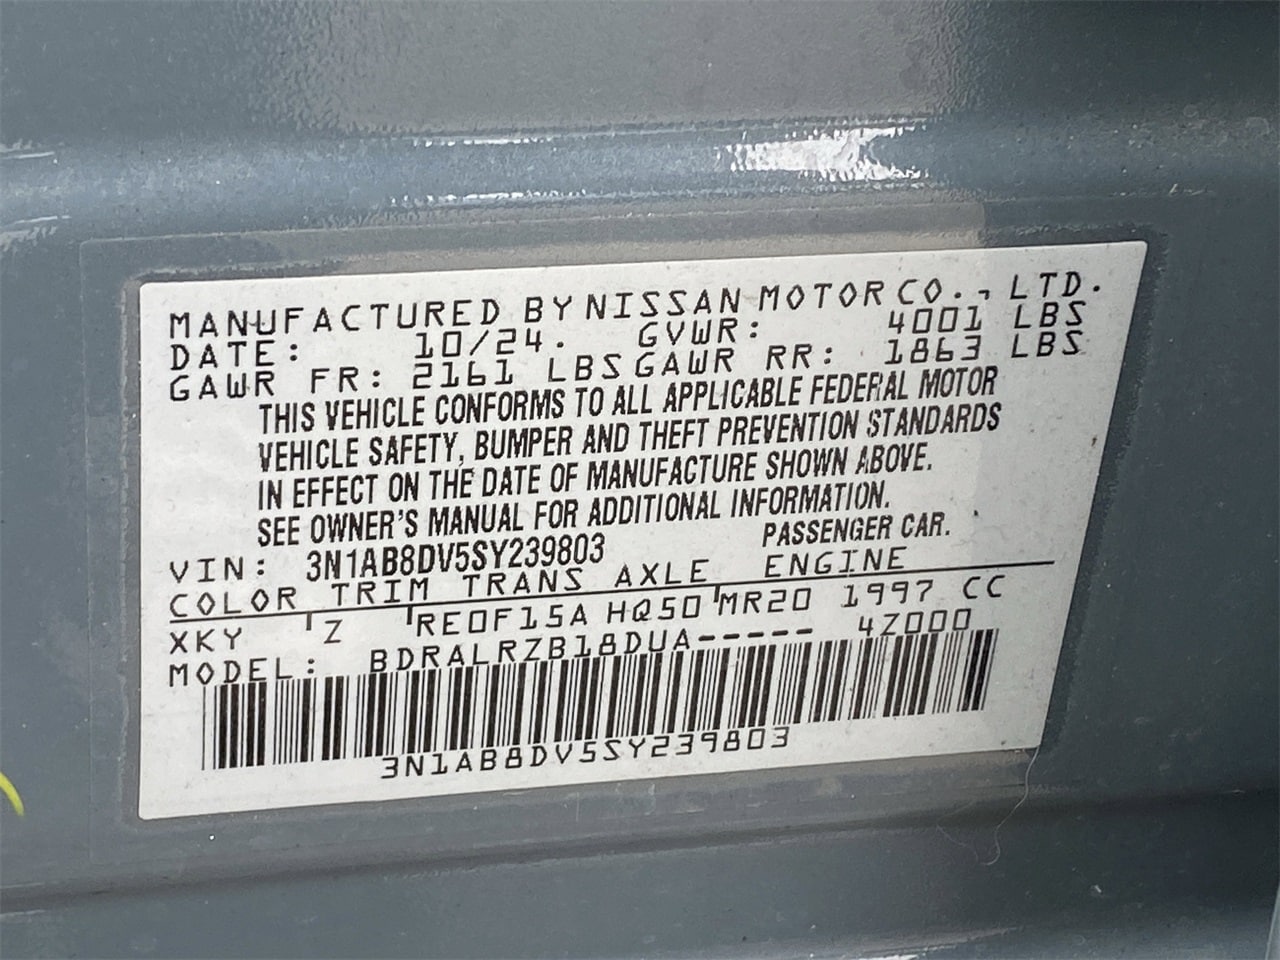 MANUFACTURED BY NISSAN MOTOR CO., LTD.
DATE: 10/24. GVWR: 4001 LBS
GAWR FR: 2161 LBS GAWR RR: 1863 LBS
THIS VEHICLE CONFORMS TO ALL APPLICABLE FEDERAL MOTOR
VEHICLE SAFETY, BUMPER AND THEFT PREVENTION STANDARDS
IN EFFECT ON THE DATE OF MANUFACTURE SHOWN ABOVE.
SEE OWNER'S MANUAL FOR ADDITIONAL INFORMATION.
VIN: 3N1AB8DV5SY239803 PASSENGER CAR.
COLOR TRIM TRANS AXLE ENGINE
XKY Z RE0F15A HQ50 MR20 1997 CC
MODEL: BDRALRZB18DUA----- 4Z000
3N1AB8DV5SY239803